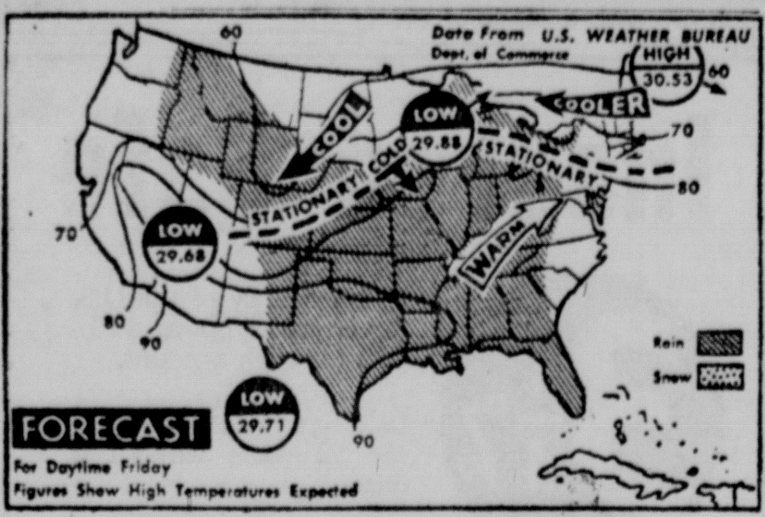 60
Data From U.S. WEATHER BUREAU
Dept. of Commerce
HIGH
30.53
60
COOL
COOLER
LOW
29.88
70
STATIONARY
COLD
STATIONARY
80
LOW
29.68
70
WARM
80
90
Rain
Snow
LOW
29.71
FORECAST
90
For Daytime Friday
Figures Show High Temperatures Expected